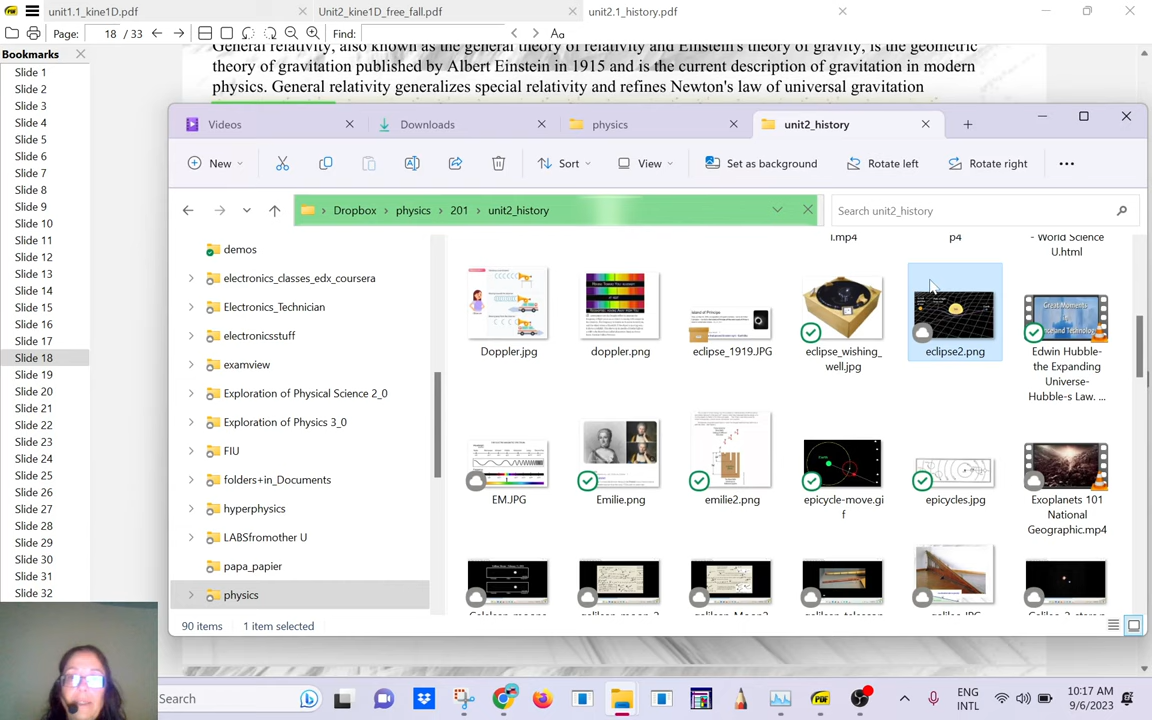 unit1.1_kine1D.pdf
Unit2_kine1D_free_fall.pdf
unit2.1_history.pdf
Page: 18 / 33
Find:
Aa
Bookmarks
Slide 1
Slide 2
Slide 3
Slide 4
Slide 5
Slide 6
Slide 7
Slide 8
Slide 9
Slide 10
Slide 11
Slide 12
Slide 13
Slide 14
Slide 15
Slide 16
Slide 17
Slide 18
Slide 19
Slide 20
Slide 21
Slide 22
Slide 23
Slide 24
Slide 25
Slide 26
Slide 27
Slide 28
Slide 29
Slide 30
Slide 31
Slide 32
General relativity, also known as the general theory of relativity and Einstein's theory of gravity, is the geometric
theory of gravitation published by Albert Einstein in 1915 and is the current description of gravitation in modern
physics. General relativity generalizes special relativity and refines Newton's law of universal gravitation
Videos
Downloads
physics
unit2_history
New
Sort
View
Set as background
Rotate left
Rotate right
Dropbox › physics › 201 › unit2_history
Search unit2_history
demos
electronics_classes_edx_coursera
Electronics_Technician
electronicsstuff
examview
Exploration of Physical Science 2_0
Exploration of Physics 3_0
FIU
folders+in_Documents
hyperphysics
LABSfromother U
papa_papier
physics
l.mp4
p4
- World Science
U.html
Doppler.jpg
doppler.png
eclipse_1919.JPG
eclipse_wishing_
well.jpg
eclipse2.png
Edwin Hubble-
the Expanding
Universe-
Hubble-s Law. ...
EM.JPG
Emilie.png
emilie2.png
epicycle-move.gi
f
epicycles.jpg
Exoplanets 101
National
Geographic.mp4
90 items
1 item selected
Search
ENG
INTL
10:17 AM
9/6/2023